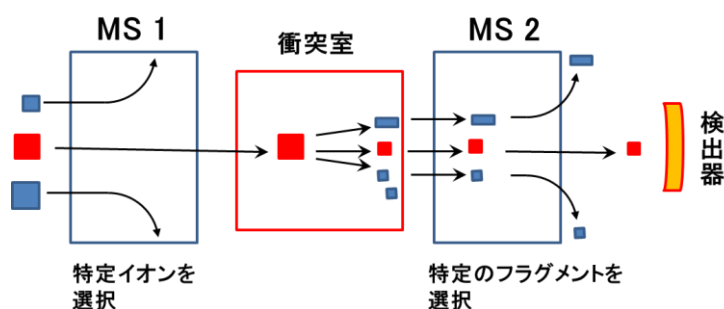 MS 1
衝突室
MS 2
検出器
特定イオンを
選択
特定のフラグメントを
選択